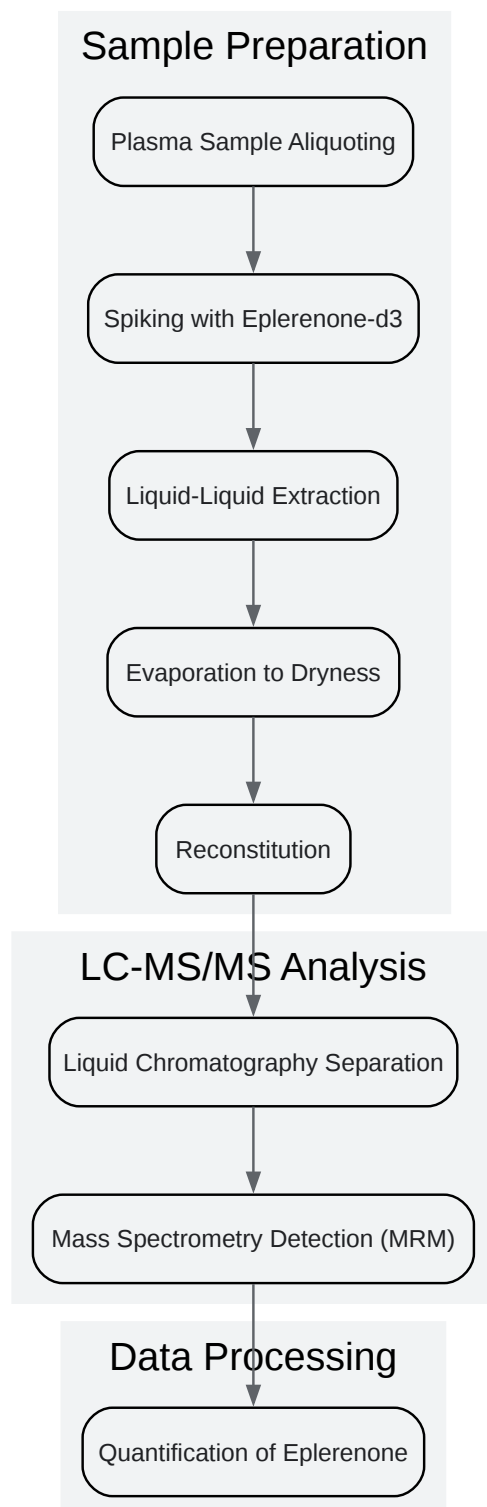 Sample Preparation
Plasma Sample Aliquoting
Spiking with Eplerenone-d3
Liquid-Liquid Extraction
Evaporation to Dryness
Reconstitution
LC-MS/MS Analysis
Liquid Chromatography Separation
Mass Spectrometry Detection (MRM)
Data Processing
Quantification of Eplerenone